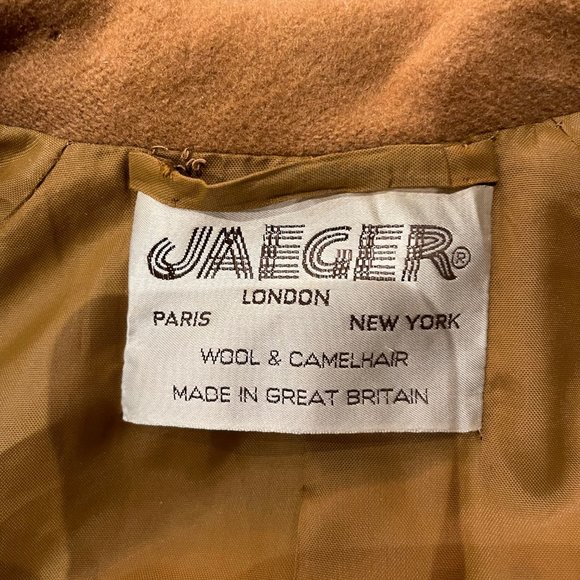 JAEGER®
LONDON
PARIS NEW YORK
WOOL & CAMELHAIR
MADE IN GREAT BRITAIN